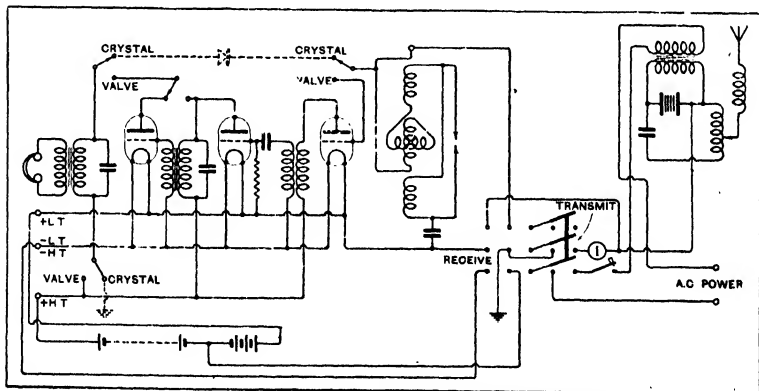 CRYSTAL
CRYSTAL
VALVE
VALVE
+LT
-LT
-HT
TRANSMIT
RECEIVE
VALVE
CRYSTAL
+HT
A.C POWER